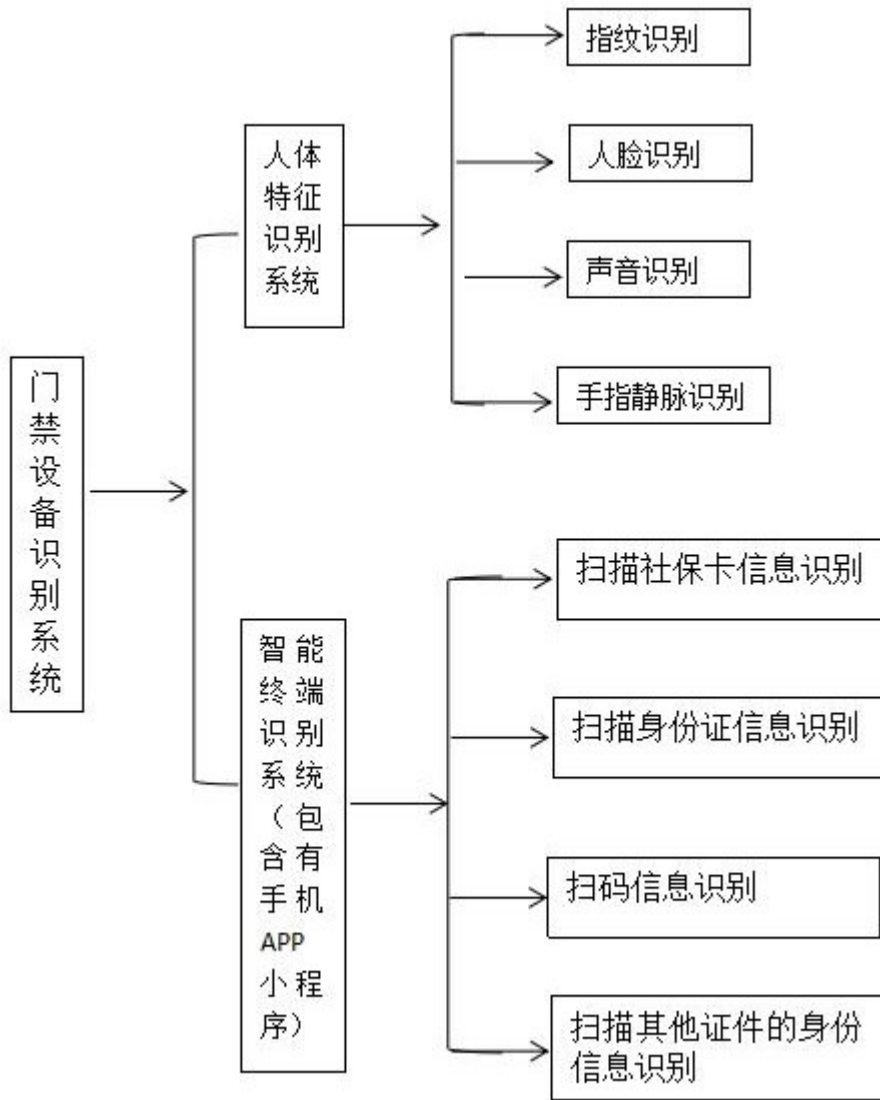 门
禁
设
备
识
别
系
统
人体
特征
识别
系统
指纹识别
人脸识别
声音识别
手指静脉识别
智能
终端
识别
系统
（包
含有
手机
APP
小程
序）
扫描社保卡信息识别
扫描身份证信息识别
扫码信息识别
扫描其他证件的身份
信息识别